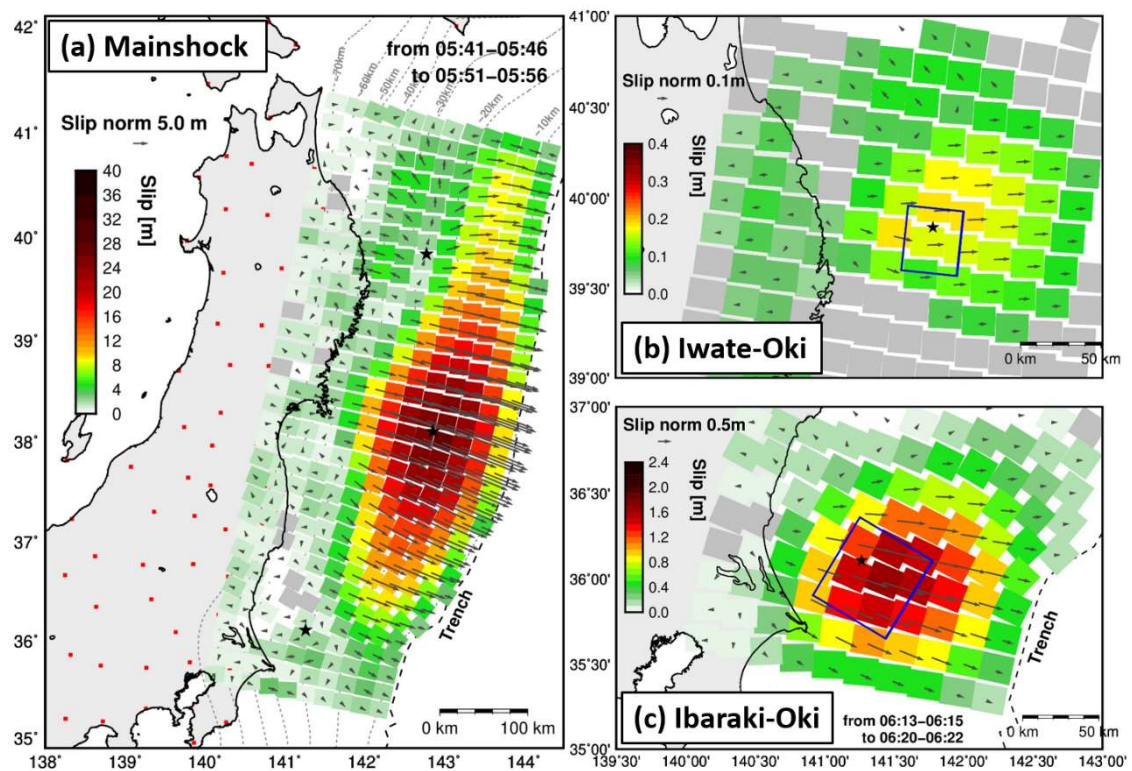 (a) Mainshock
from 05:41–05:46
to 05:51–05:56
Slip norm 5.0 m
Slip [m]
40
36
32
28
24
20
16
12
8
4
0
70km
60km
50km
40km
30km
20km
10km
Trench
0 km 100 km
42˚
41˚
40˚
39˚
38˚
37˚
36˚
35˚
138 139 140 141 142 143 144
(b) Iwate-Oki
Slip norm 0.1m
Slip [m]
0.4
0.3
0.2
0.1
0.0
0 km 50 km
41˚00'
40˚30'
40˚00'
39˚30'
39˚00'
(c) Ibaraki-Oki
Slip norm 0.5m
Slip [m]
2.4
2.0
1.6
1.2
0.8
0.4
0.0
Trench
from 06:13–06:15
to 06:20–06:22
0 km 50 km
37˚00'
36˚30'
36˚00'
35˚30'
35˚00'
139˚30' 140˚00' 140˚30' 141˚00' 141˚30' 142˚00' 142˚30' 143˚00'